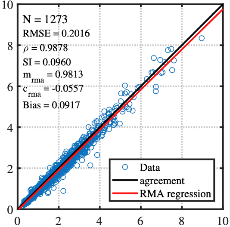 10
8
6
4
2
0
N = 1273
RMSE = 0.2016
ρ = 0.9878
SI = 0.0960
m_rma = 0.9813
c_rma = -0.0557
Bias = 0.0917
Data
agreement
RMA regression
0 2 4 6 8 10